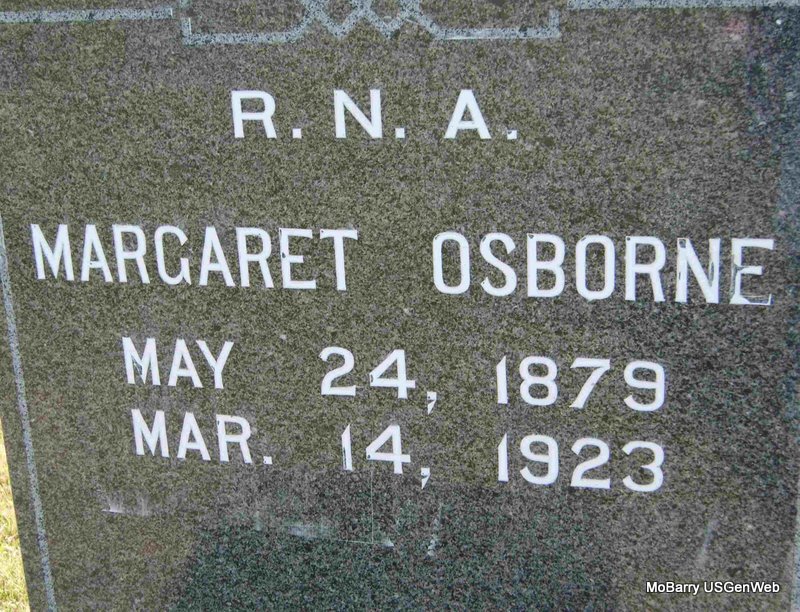 R. N. A.
MARGARET OSBORNE
MAY 24, 1879
MAR. 14, 1923
MoBarry USGenWeb